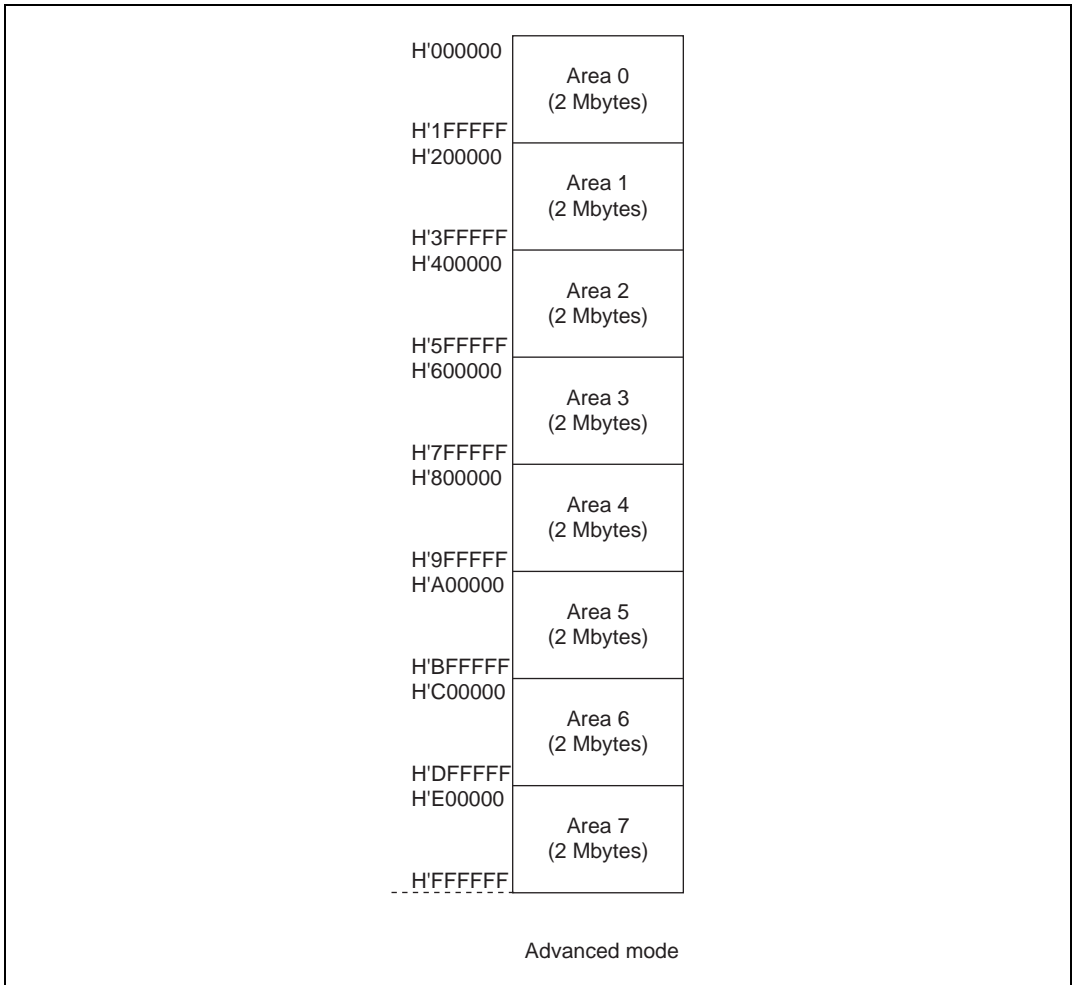 H'000000
Area 0
(2 Mbytes)
H'1FFFFF
H'200000
Area 1
(2 Mbytes)
H'3FFFFF
H'400000
Area 2
(2 Mbytes)
H'5FFFFF
H'600000
Area 3
(2 Mbytes)
H'7FFFFF
H'800000
Area 4
(2 Mbytes)
H'9FFFFF
H'A00000
Area 5
(2 Mbytes)
H'BFFFFF
H'C00000
Area 6
(2 Mbytes)
H'DFFFFF
H'E00000
Area 7
(2 Mbytes)
H'FFFFFF
Advanced mode